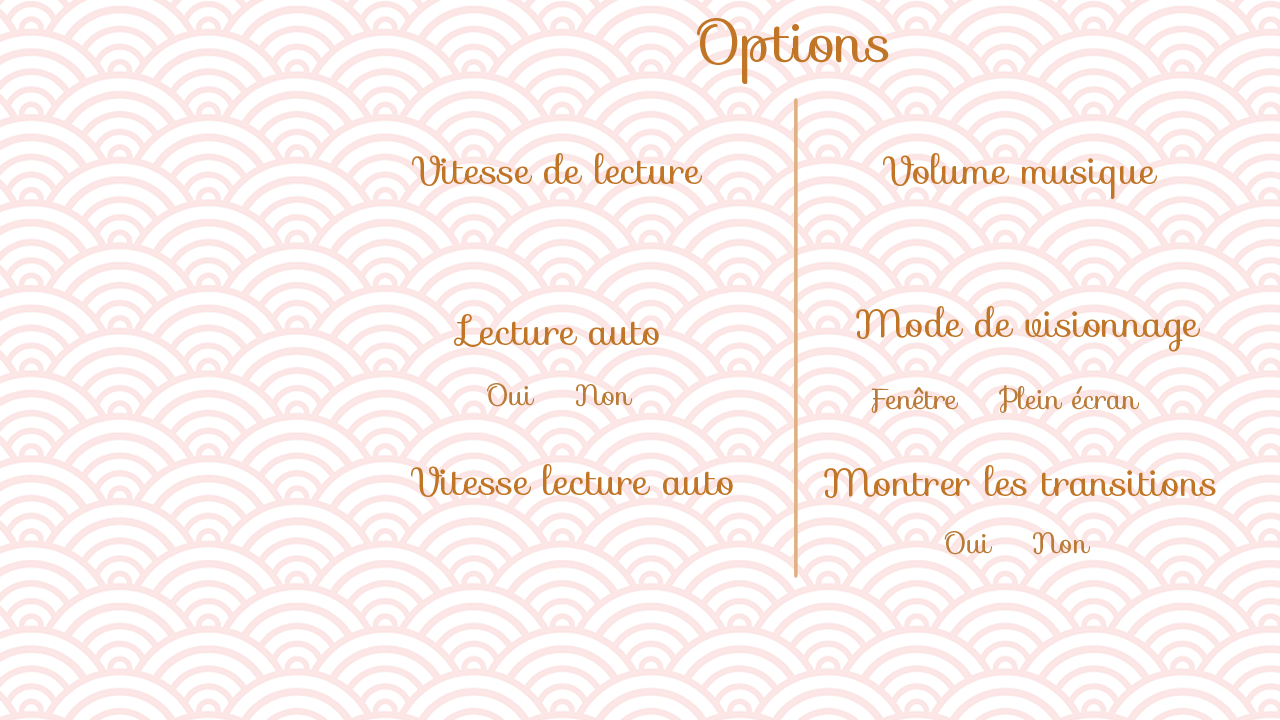 Options
Vitesse de lecture
Lecture auto
Oui Non
Vitesse lecture auto
Volume musique
Mode de visionnage
Fenêtre Plein écran
Montrer les transitions
Oui Non